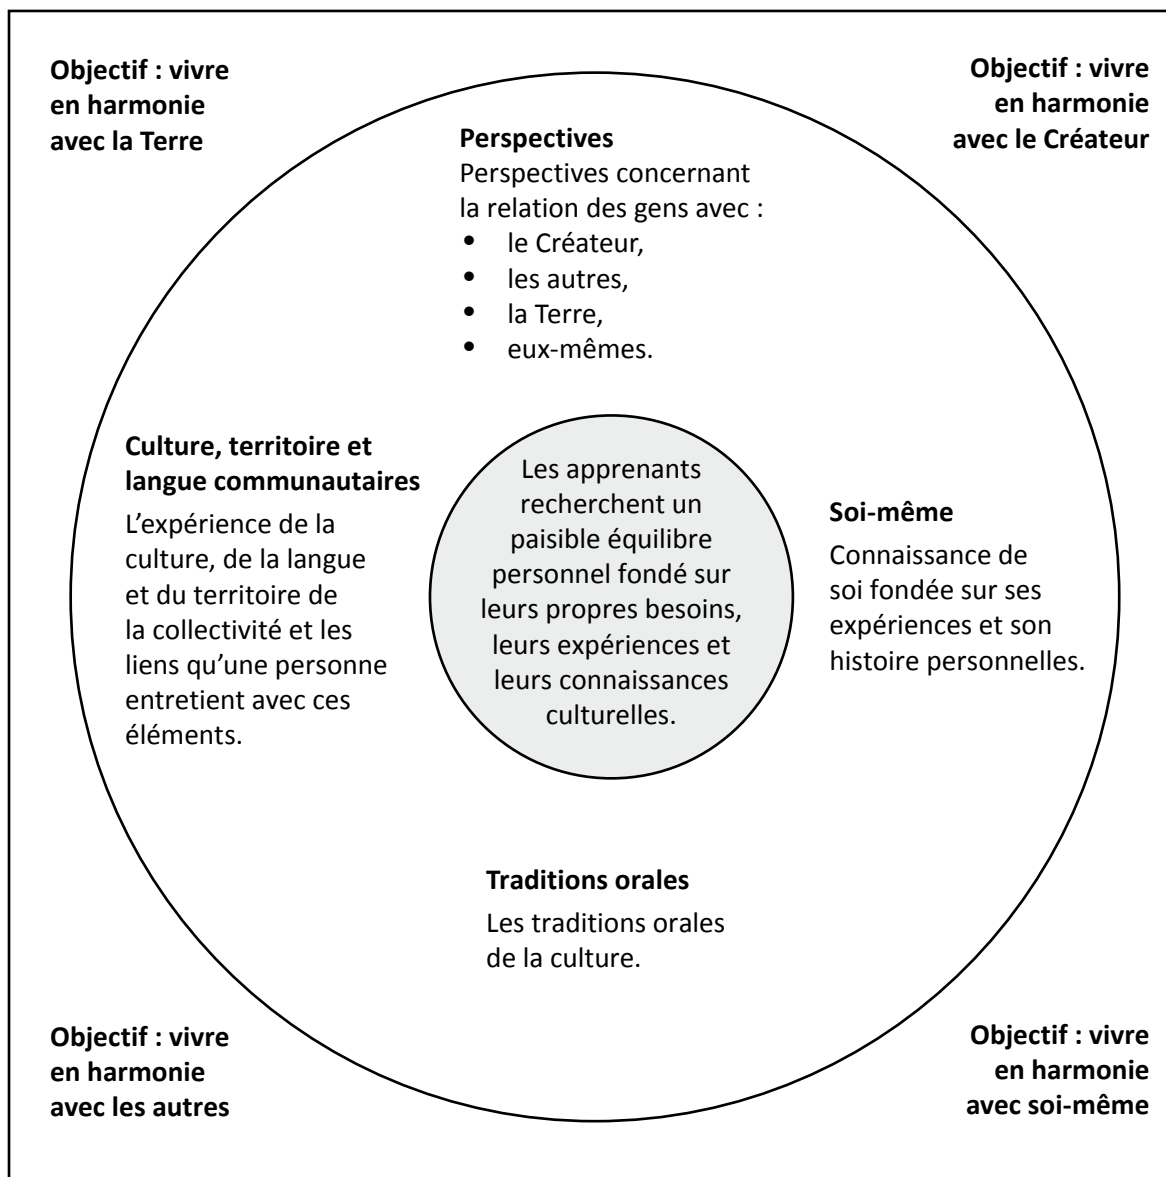 Objectif : vivre
en harmonie
avec la Terre
Objectif : vivre
en harmonie
avec le Créateur
Perspectives
Perspectives concernant
la relation des gens avec :
• le Créateur,
• les autres,
• la Terre,
• eux-mêmes.
Culture, territoire et
langue communautaires
L’expérience de la
culture, de la langue
et du territoire de
la collectivité et les
liens qu’une personne
entretient avec ces
éléments.
Les apprenants
recherchent un
paisible équilibre
personnel fondé sur
leurs propres besoins,
leurs expériences et
leurs connaissances
culturelles.
Soi-même
Connaissance de
soi fondée sur ses
expériences et son
histoire personnelles.
Traditions orales
Les traditions orales
de la culture.
Objectif : vivre
en harmonie
avec les autres
Objectif : vivre
en harmonie
avec soi-même